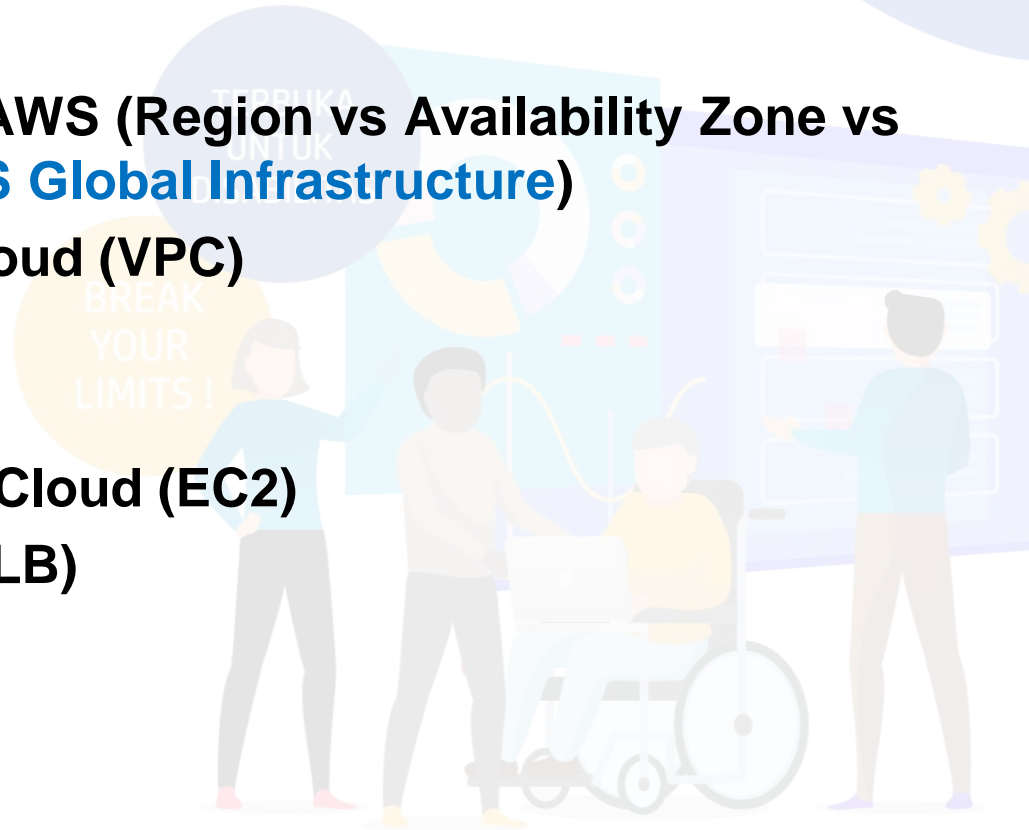 AWS (Region vs Availability Zone vs
S Global Infrastructure)
oud (VPC)
Cloud (EC2)
LB)
TERBUKA
UNTUK
BREAK
YOUR
LIMITS !